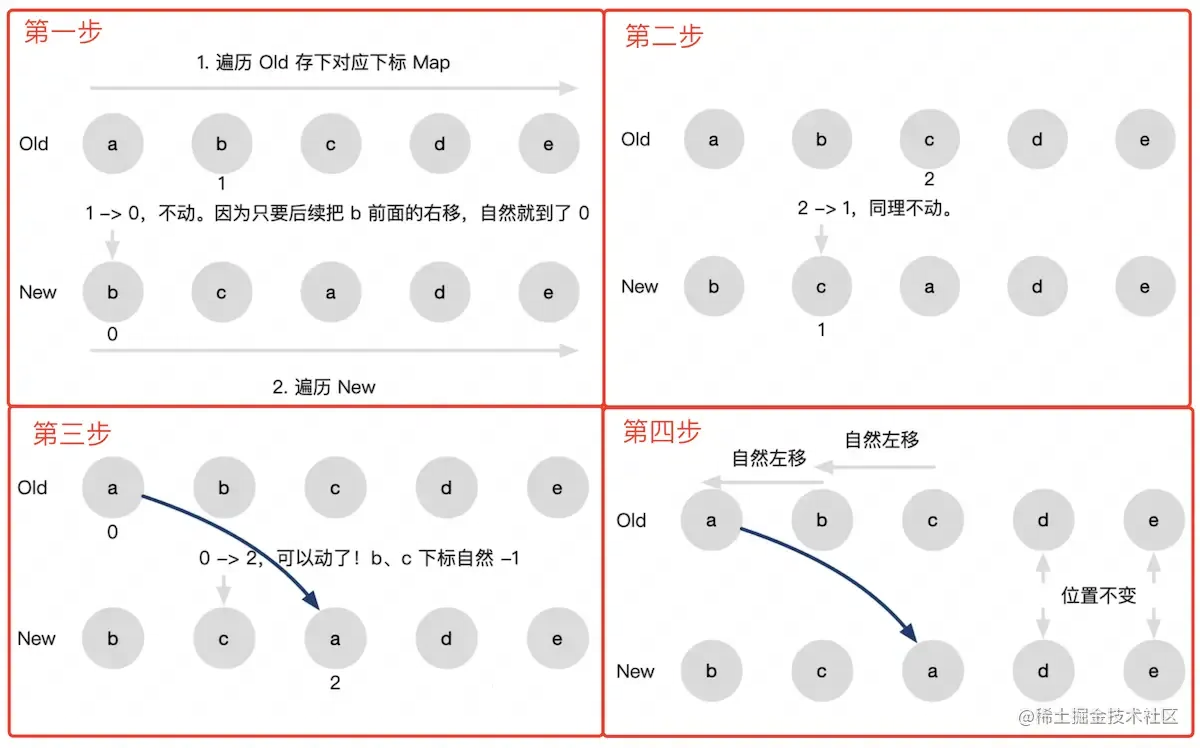 第一步
1. 遍历 Old 存下对应下标 Map
Old a b c d e
1
1 –> 0，不动。因为只要后续把 b 前面的右移，自然就到了 0
New b c a d e
0
2. 遍历 New
第二步
Old a b c d e
2
2 –> 1，同理不动。
New b c a d e
1
第三步
Old a b c d e
0
0 –> 2，可以动了！b、c 下标自然 –1
New b c a d e
2
第四步
自然左移
自然左移
Old a b c d e
位置不变
New b c a d e
@稀土掘金技术社区